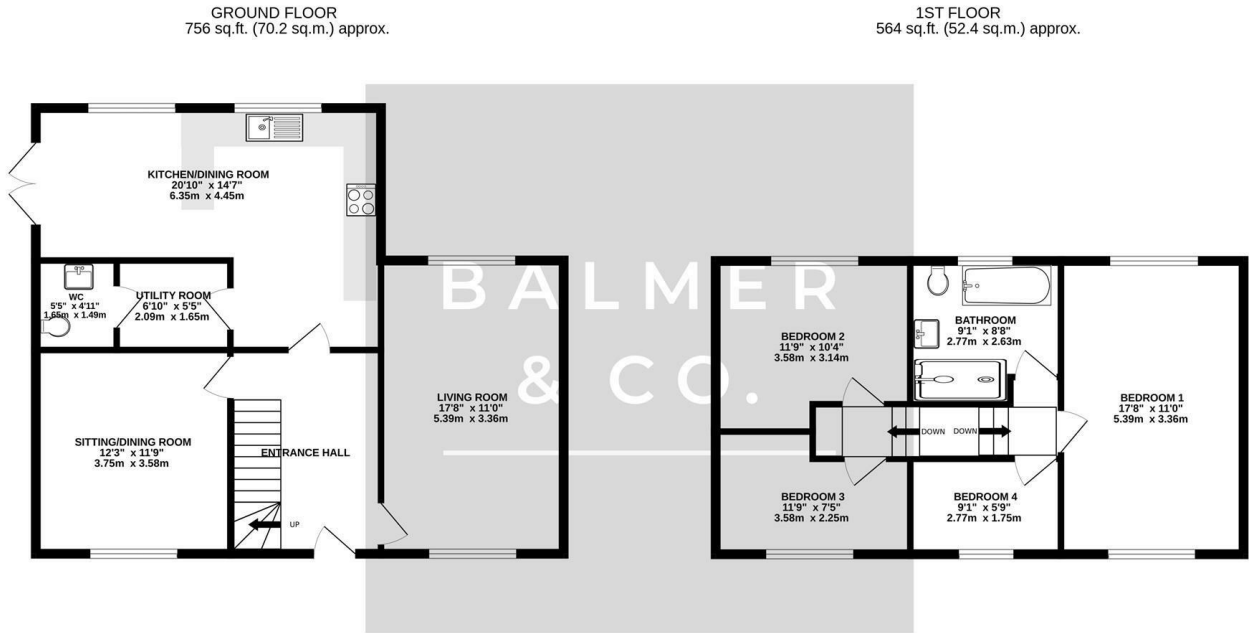 GROUND FLOOR
756 sq.ft. (70.2 sq.m.) approx.
1ST FLOOR
564 sq.ft. (52.4 sq.m.) approx.
KITCHEN/DINING ROOM
20'10" x 14'7"
6.35m x 4.45m
WC
5'5" x 4'11"
1.65m x 1.49m
UTILITY ROOM
6'10" x 5'5"
2.09m x 1.65m
SITTING/DINING ROOM
12'3" x 11'9"
3.75m x 3.58m
ENTRANCE HALL
UP
LIVING ROOM
17'8" x 11'0"
5.39m x 3.36m
BALMER
& CO.
BEDROOM 2
11'9" x 10'4"
3.58m x 3.14m
BATHROOM
9'1" x 8'8"
2.77m x 2.63m
BEDROOM 1
17'8" x 11'0"
5.39m x 3.36m
DOWN
DOWN
BEDROOM 3
11'9" x 7'5"
3.58m x 2.25m
BEDROOM 4
9'1" x 5'9"
2.77m x 1.75m